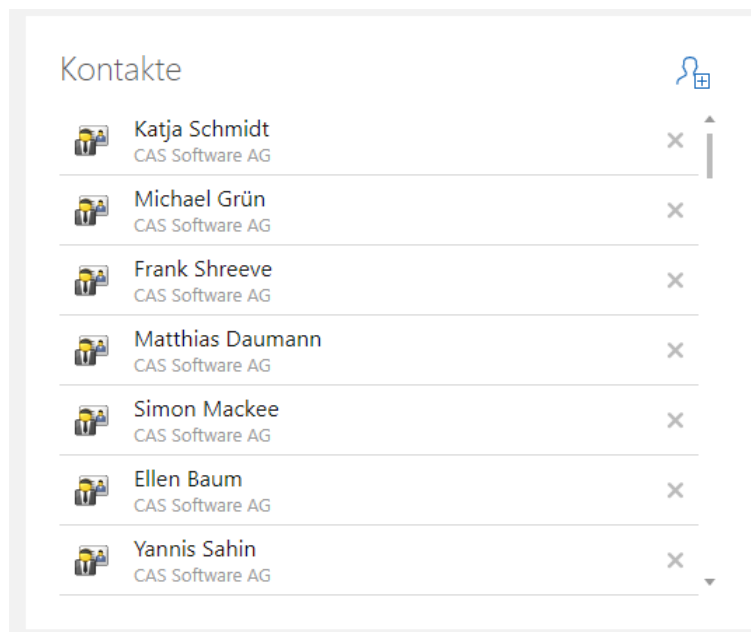 Kontakte
Katja Schmidt
CAS Software AG
Michael Grün
CAS Software AG
Frank Shreeve
CAS Software AG
Matthias Daumann
CAS Software AG
Simon Mackee
CAS Software AG
Ellen Baum
CAS Software AG
Yannis Sahin
CAS Software AG